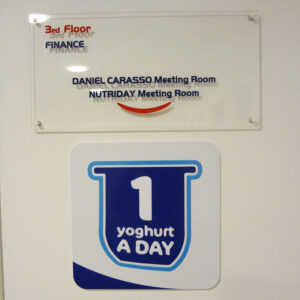 3rd Floor
FINANCE
DANIEL CARASSO Meeting Room
NUTRIDAY Meeting Room
1
yoghurt
A DAY